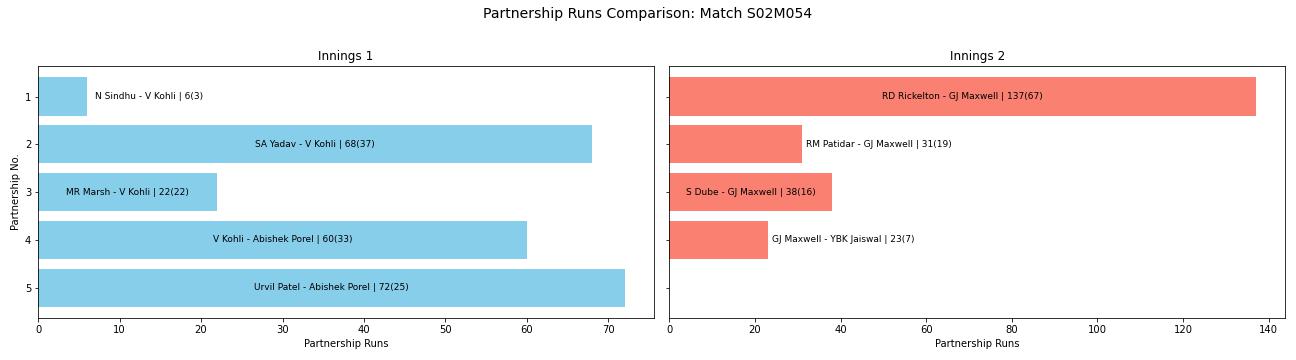 Partnership Runs Comparison: Match S02M054
Innings 1
Partnership No.
1
N Sindhu - V Kohli | 6(3)
2
SA Yadav - V Kohli | 68(37)
3
MR Marsh - V Kohli | 22(22)
4
V Kohli - Abishek Porel | 60(33)
5
Urvil Patel - Abishek Porel | 72(25)
0 10 20 30 40 50 60 70
Partnership Runs
Innings 2
RD Rickelton - GJ Maxwell | 137(67)
RM Patidar - GJ Maxwell | 31(19)
S Dube - GJ Maxwell | 38(16)
GJ Maxwell - YBK Jaiswal | 23(7)
0 20 40 60 80 100 120 140
Partnership Runs